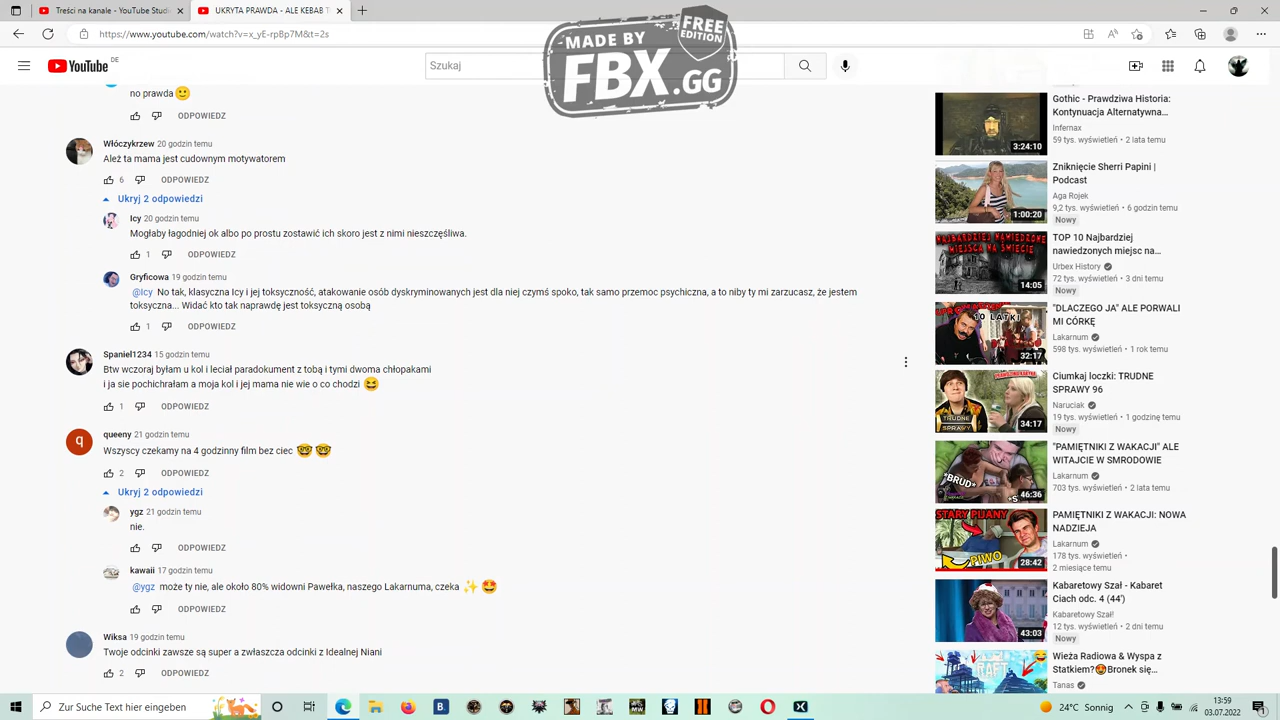 Treści na kanale - YouTube Studi
UKRYTA PRAWDA - ALE KEBAB T
https://www.youtube.com/watch?v=x_yE-rpBp7M&t=2s
MADE BY
FBX.GG
FREE
EDITION
YouTube DE
Szukaj
no prawda
ODPOWIEDZ
Włóczykrzew 20 godzin temu
Ależ ta mama jest cudownym motywatorem
6 ODPOWIEDZ
Ukryj 2 odpowiedzi
Icy 20 godzin temu
Mogłaby łagodniej ok albo po prostu zostawić ich skoro jest z nimi nieszczęśliwa.
1 ODPOWIEDZ
Gryficowa 19 godzin temu
@Icy No tak, klasyczna Icy i jej toksyczność, atakowanie osób dyskryminowanych jest dla niej czymś spoko, tak samo przemoc psychiczna, a to niby ty mi zarzucasz, że jestem
toksyczna... Widać kto tak naprawdę jest toksyczna osobą
1 ODPOWIEDZ
Spaniel1234 15 godzin temu
Btw wczoraj byłam u kol i leciał paradokument z tobą i tymi dwoma chłopakami
i ja sie pochichrałam a moja kol i jej mama nie wie o co chodzi
1 ODPOWIEDZ
q
queeny 21 godzin temu
Wszyscy czekamy na 4 godzinny film bez ciec
2 ODPOWIEDZ
Ukryj 2 odpowiedzi
ygz 21 godzin temu
nie.
ODPOWIEDZ
kawaii 17 godzin temu
@ygz może ty nie, ale około 80% widowni Pawełka, naszego Lakarnuma, czeka
ODPOWIEDZ
Wiksa 19 godzin temu
Twoje odcinki zawsze są super a zwłaszcza odcinki z Idealnej Niani
2 ODPOWIEDZ
3:24:10
Gothic - Prawdziwa Historia:
Kontynuacja Alternatywna...
Infernax
59 tys. wyświetleń • 2 lata temu
1:00:20
Zniknięcie Sherri Papini |
Podcast
Aga Rojek
9,2 tys. wyświetleń • 6 godzin temu
Nowy
NAJBARDZIEJ NAWIEDZONE
MIEJSCA NA ŚWIECIE
14:05
TOP 10 Najbardziej
nawiedzonych miejsc na...
Urbex History
72 tys. wyświetleń • 3 dni temu
Nowy
10 LATKI
32:17
"DLACZEGO JA" ALE PORWALI
MI CÓRKĘ
Lakarnum
598 tys. wyświetleń • 1 rok temu
TRUDNE
SPRAWY
34:17
Ciumkaj loczki: TRUDNE
SPRAWY 96
Naruciak
19 tys. wyświetleń • 1 godzinę temu
Nowy
*BRUD*
46:36
"PAMIĘTNIKI Z WAKACJI" ALE
WITAJCIE W SMRODOWIE
Lakarnum
703 tys. wyświetleń • 2 lata temu
STARY PIJANY
PIWO
28:42
PAMIĘTNIKI Z WAKACJI: NOWA
NADZIEJA
Lakarnum
178 tys. wyświetleń •
2 miesiące temu
43:03
Kabaretowy Szał - Kabaret
Ciach odc. 4 (44')
Kabaretowy Szał!
12 tys. wyświetleń • 2 dni temu
Nowy
RAFT
Wieża Radiowa & Wyspa z
Statkiem?Bronek się...
Tanas
Zur Suche Text hier eingeben
24°C Sonnig
13:59
03.07.2022